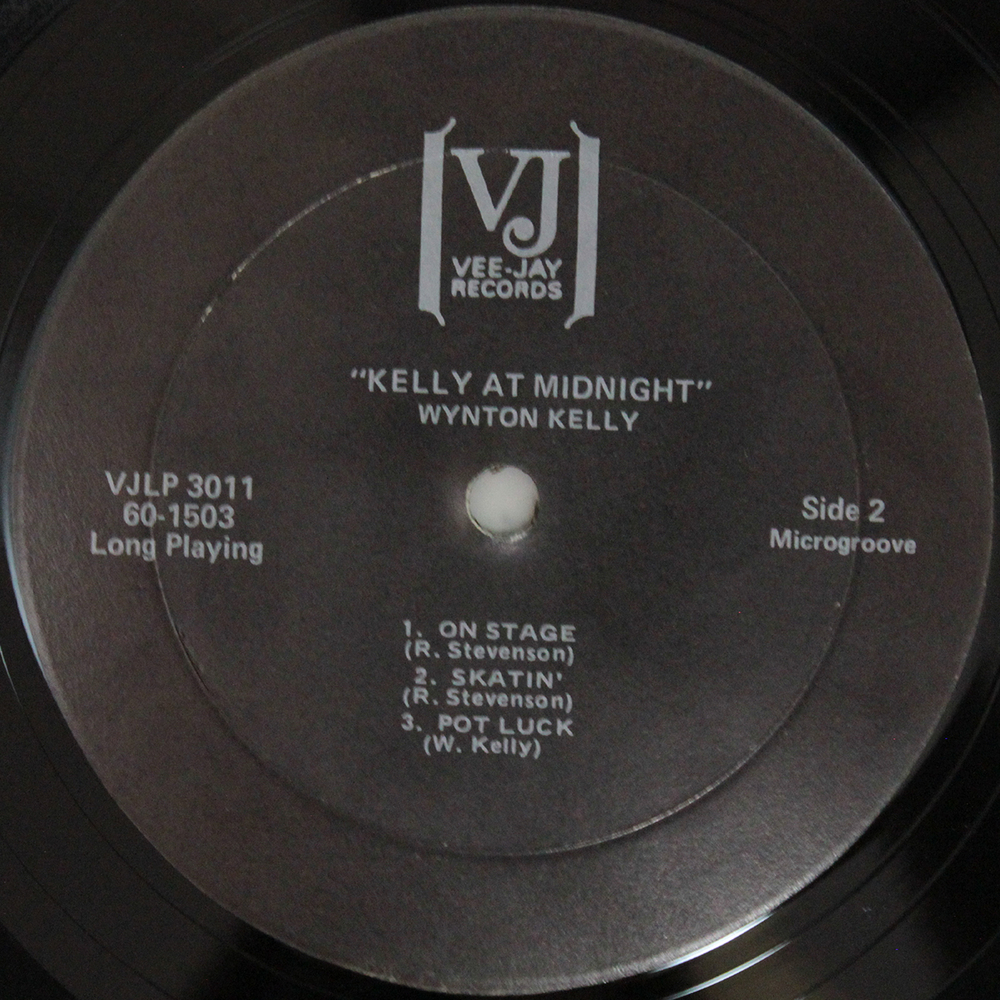 VJ
VEE-JAY
RECORDS
"KELLY AT MIDNIGHT"
WYNTON KELLY
VJLP 3011
60-1503
Long Playing
Side 2
Microgroove
1. ON STAGE
(R. Stevenson)
2. SKATIN'
(R. Stevenson)
3. POT LUCK
(W. Kelly)